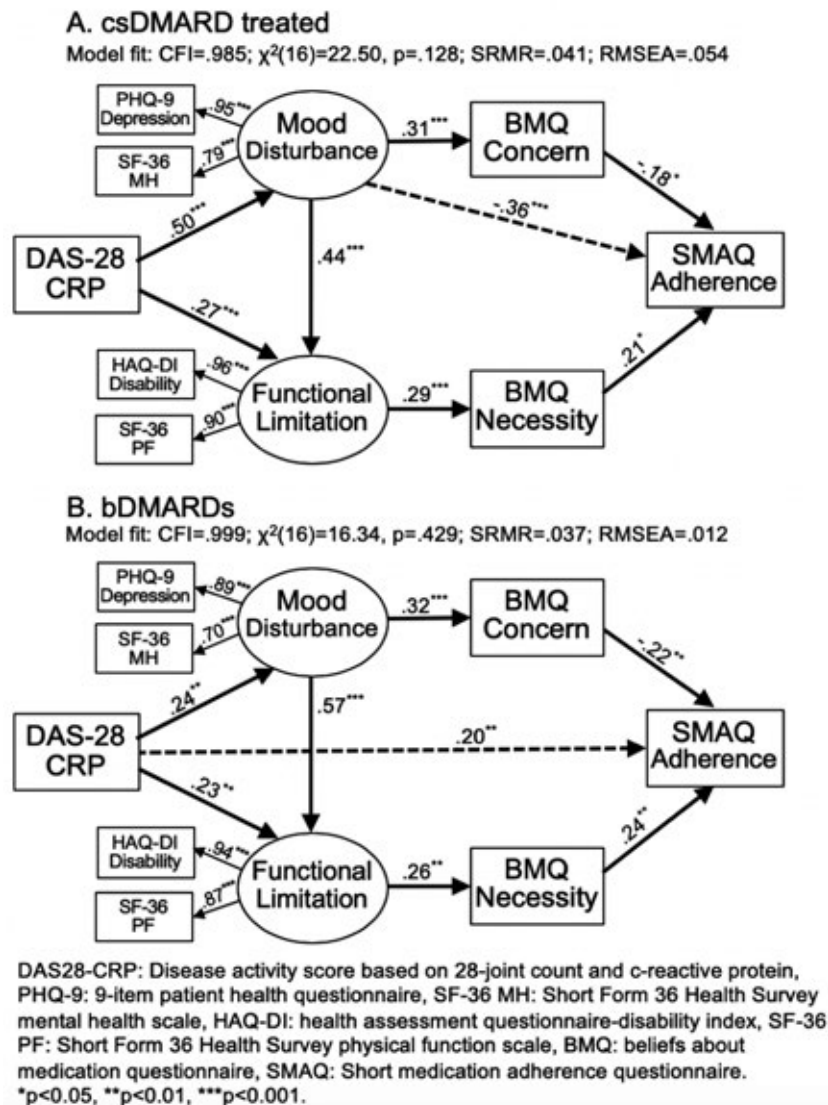 A. csDMARD treated
Model fit: CFI=.985; χ²(16)=22.50, p=.128; SRMR=.041; RMSEA=.054
PHQ-9
Depression
.95***
SF-36
MH
.79***
Mood
Disturbance
.31***
BMQ
Concern
-.18*
-.36***
.50***
DAS-28
CRP
.44***
SMAQ
Adherence
.27***
.21*
HAQ-DI
Disability
.96***
SF-36
PF
.90***
Functional
Limitation
.29***
BMQ
Necessity
B. bDMARDs
Model fit: CFI=.999; χ²(16)=16.34, p=.429; SRMR=.037; RMSEA=.012
PHQ-9
Depression
.89***
SF-36
MH
.70***
Mood
Disturbance
.32***
BMQ
Concern
-.22**
.24**
.57***
DAS-28
CRP
.20**
SMAQ
Adherence
.23**
.24**
HAQ-DI
Disability
.94***
SF-36
PF
.87***
Functional
Limitation
.26**
BMQ
Necessity
DAS28-CRP: Disease activity score based on 28-joint count and c-reactive protein,
PHQ-9: 9-item patient health questionnaire, SF-36 MH: Short Form 36 Health Survey
mental health scale, HAQ-DI: health assessment questionnaire-disability index, SF-36
PF: Short Form 36 Health Survey physical function scale, BMQ: beliefs about
medication questionnaire, SMAQ: Short medication adherence questionnaire.
*p<0.05, **p<0.01, ***p<0.001.